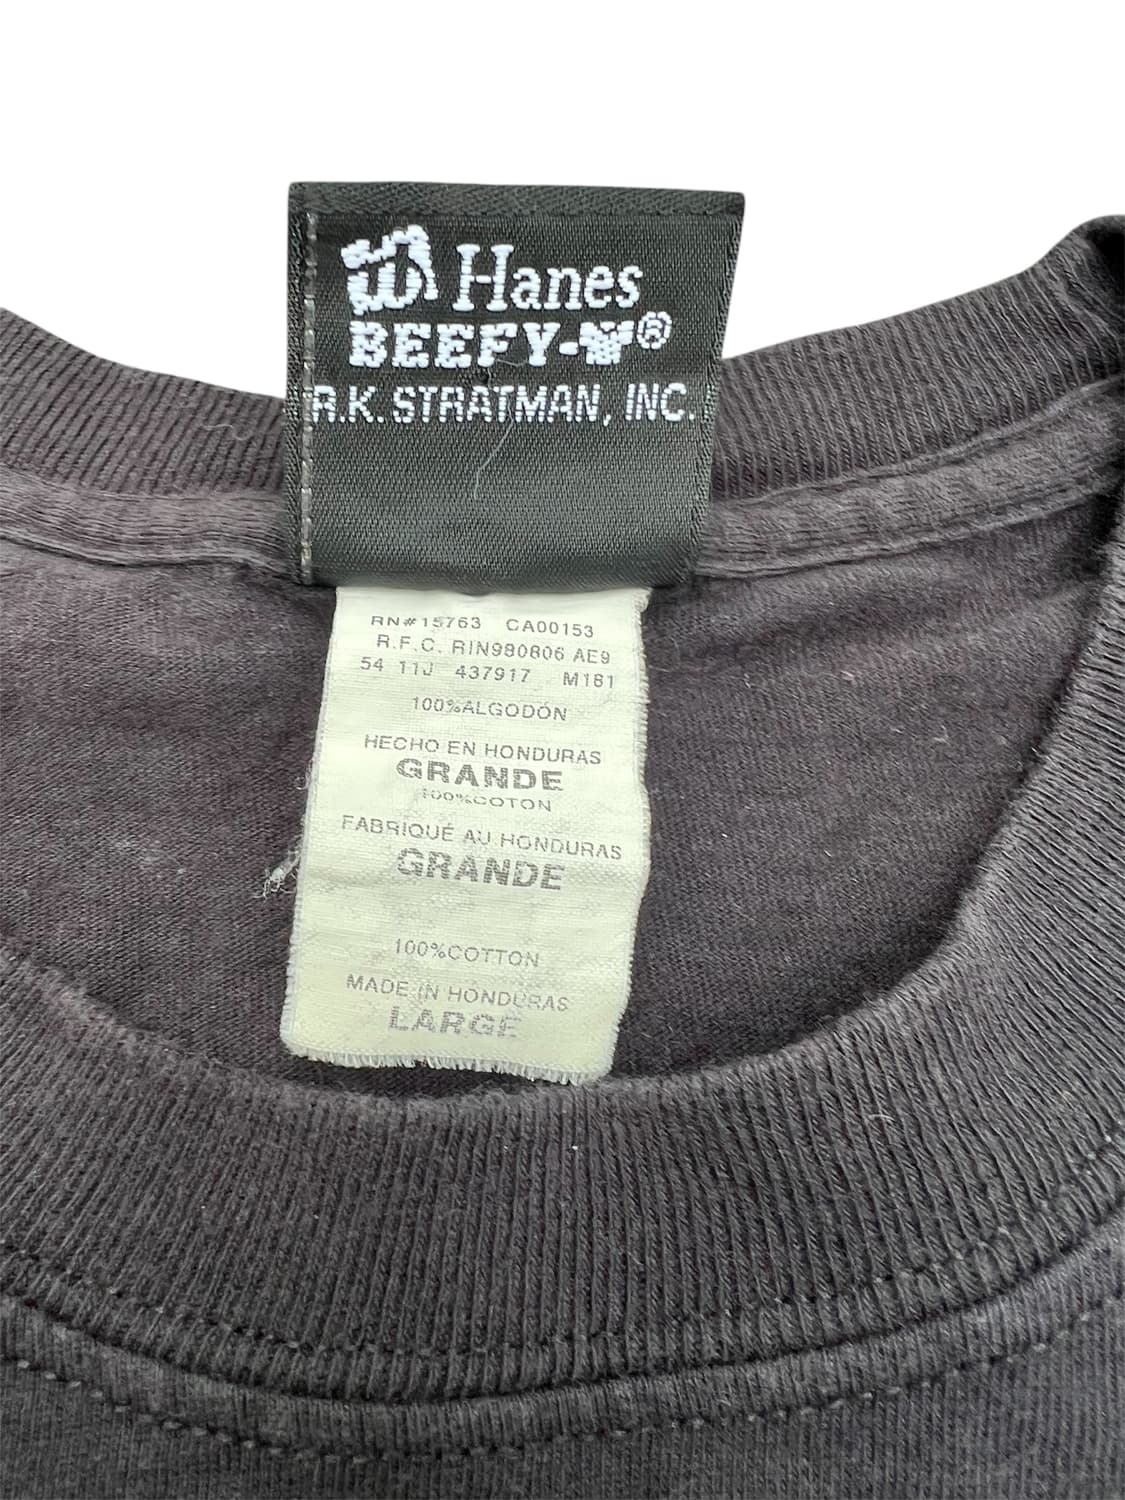 Hanes
BEEFY-T®
R.K. STRATMAN, INC.
RN#15763 CA00153
R.F.C. RIN980806 AE9
54 11J 437917 M181
100%ALGODÓN
HECHO EN HONDURAS
GRANDE
100%COTON
FABRIQUÉ AU HONDURAS
GRANDE
100%COTTON
MADE IN HONDURAS
LARGE